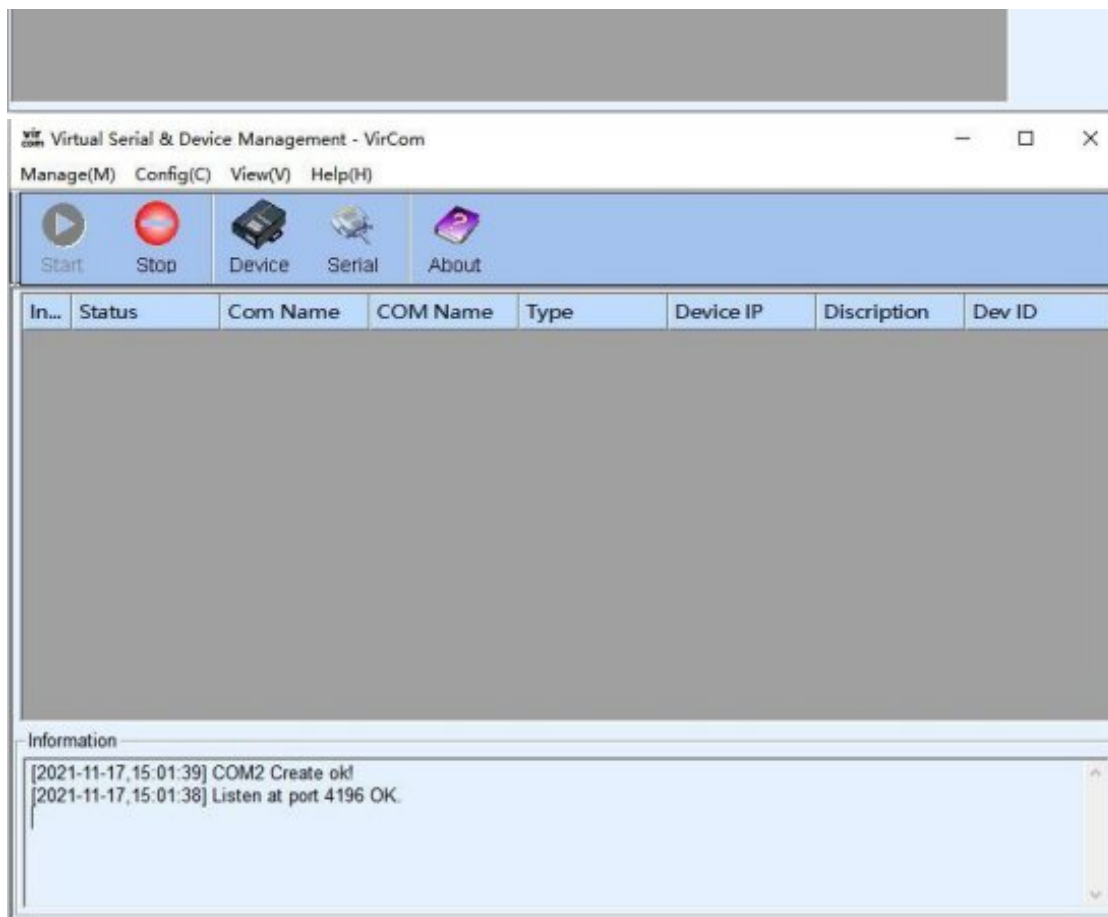 vir com Virtual Serial & Device Management - VirCom
Manage(M) Config(C) View(V) Help(H)
Start Stop Device Serial About
In... Status Com Name COM Name Type Device IP Discription Dev ID
Information
[2021-11-17,15:01:39] COM2 Create ok!
[2021-11-17,15:01:38] Listen at port 4196 OK.